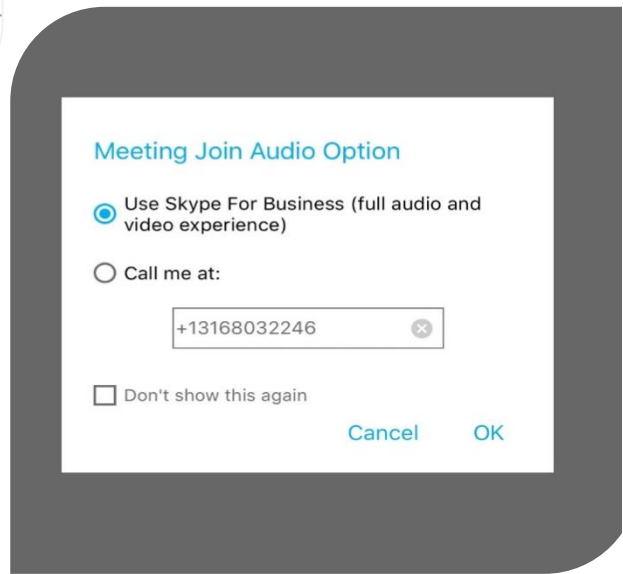 Meeting Join Audio Option
Use Skype For Business (full audio and
video experience)
Call me at:
+13168032246
Don't show this again
Cancel OK